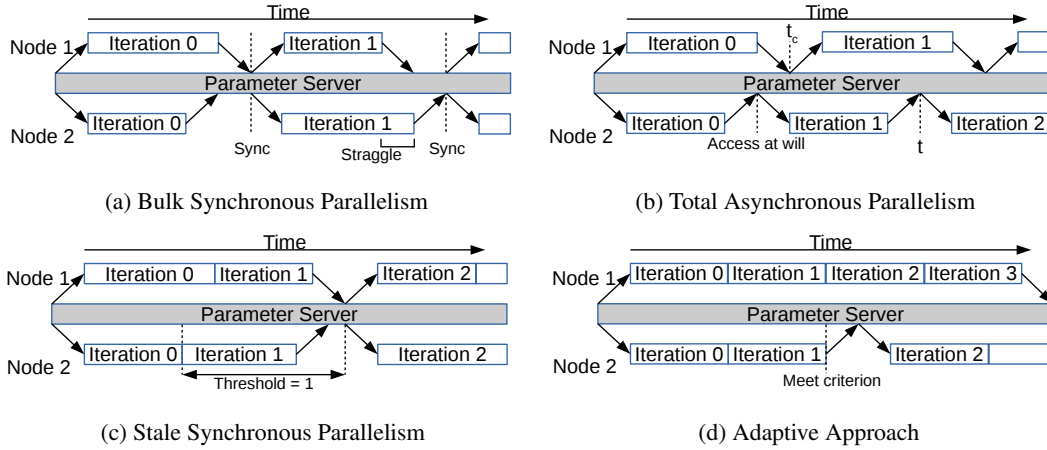 Time
Node 1
Iteration 0
Iteration 1
Parameter Server
Node 2
Iteration 0
Iteration 1
Sync
Straggle
Sync
(a) Bulk Synchronous Parallelism
Time
Node 1
Iteration 0
t_c
Iteration 1
Parameter Server
Node 2
Iteration 0
Iteration 1
Iteration 2
Access at will
t
(b) Total Asynchronous Parallelism
Time
Node 1
Iteration 0
Iteration 1
Iteration 2
Parameter Server
Node 2
Iteration 0
Iteration 1
Iteration 2
Threshold = 1
(c) Stale Synchronous Parallelism
Time
Node 1
Iteration 0
Iteration 1
Iteration 2
Iteration 3
Parameter Server
Node 2
Iteration 0
Iteration 1
Iteration 2
Meet criterion
(d) Adaptive Approach